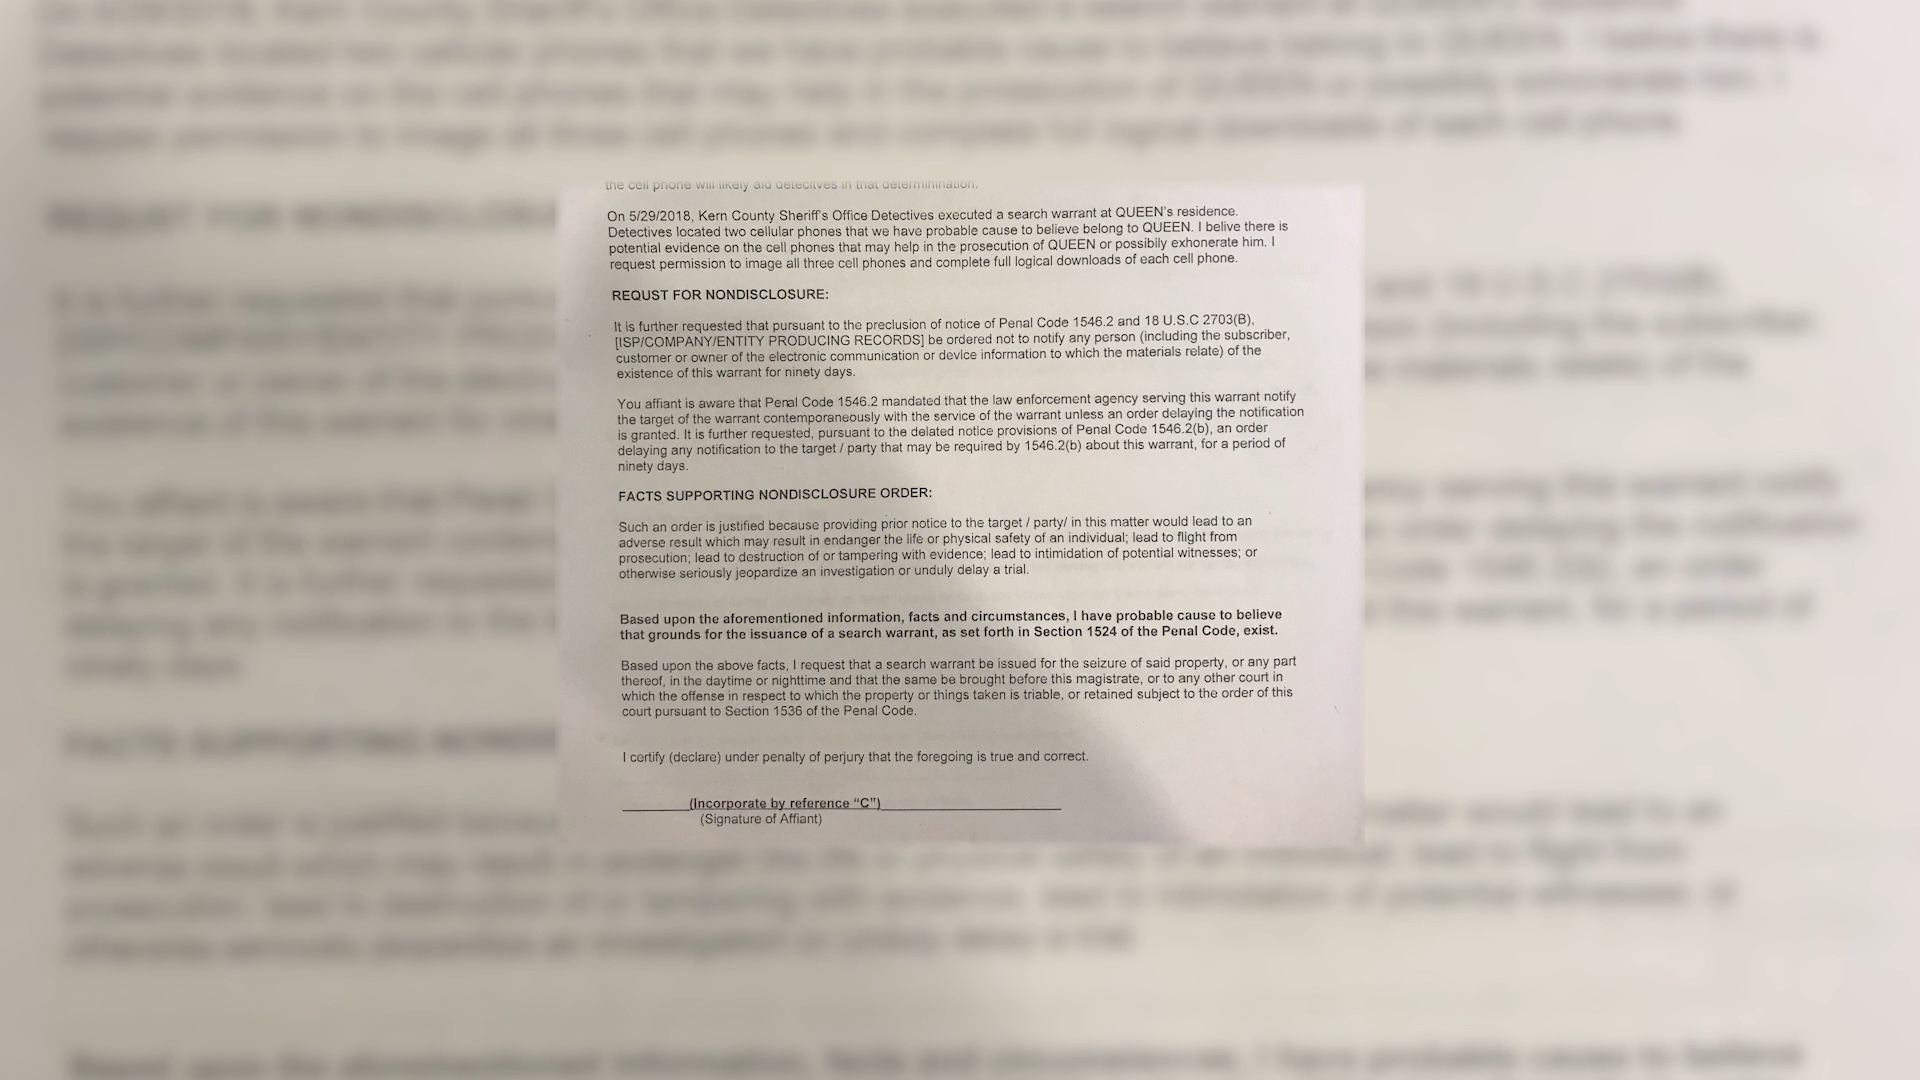 the cell phone will likely aid detecitves in that determinination.
On 5/29/2018, Kern County Sheriff's Office Detectives executed a search warrant at QUEEN's residence.
Detectives located two cellular phones that we have probable cause to believe belong to QUEEN. I belive there is
potential evidence on the cell phones that may help in the prosecution of QUEEN or possibily exhonerate him. I
request permission to image all three cell phones and complete full logical downloads of each cell phone.
REQUST FOR NONDISCLOSURE:
It is further requested that pursuant to the preclusion of notice of Penal Code 1546.2 and 18 U.S.C 2703(B),
[ISP/COMPANY/ENTITY PRODUCING RECORDS] be ordered not to notify any person (including the subscriber,
customer or owner of the electronic communication or device information to which the materials relate) of the
existence of this warrant for ninety days.
You affiant is aware that Penal Code 1546.2 mandated that the law enforcement agency serving this warrant notify
the target of the warrant contemporaneously with the service of the warrant unless an order delaying the notification
is granted. It is further requested, pursuant to the delated notice provisions of Penal Code 1546.2(b), an order
delaying any notification to the target / party that may be required by 1546.2(b) about this warrant, for a period of
ninety days.
FACTS SUPPORTING NONDISCLOSURE ORDER:
Such an order is justified because providing prior notice to the target / party/ in this matter would lead to an
adverse result which may result in endanger the life or physical safety of an individual; lead to flight from
prosecution; lead to destruction of or tampering with evidence; lead to intimidation of potential witnesses; or
otherwise seriously jeopardize an investigation or unduly delay a trial.
Based upon the aforementioned information, facts and circumstances, I have probable cause to believe
that grounds for the issuance of a search warrant, as set forth in Section 1524 of the Penal Code, exist.
Based upon the above facts, I request that a search warrant be issued for the seizure of said property, or any part
thereof, in the daytime or nighttime and that the same be brought before this magistrate, or to any other court in
which the offense in respect to which the property or things taken is triable, or retained subject to the order of this
court pursuant to Section 1536 of the Penal Code.
I certify (declare) under penalty of perjury that the foregoing is true and correct.
(Incorporate by reference "C")
(Signature of Affiant)